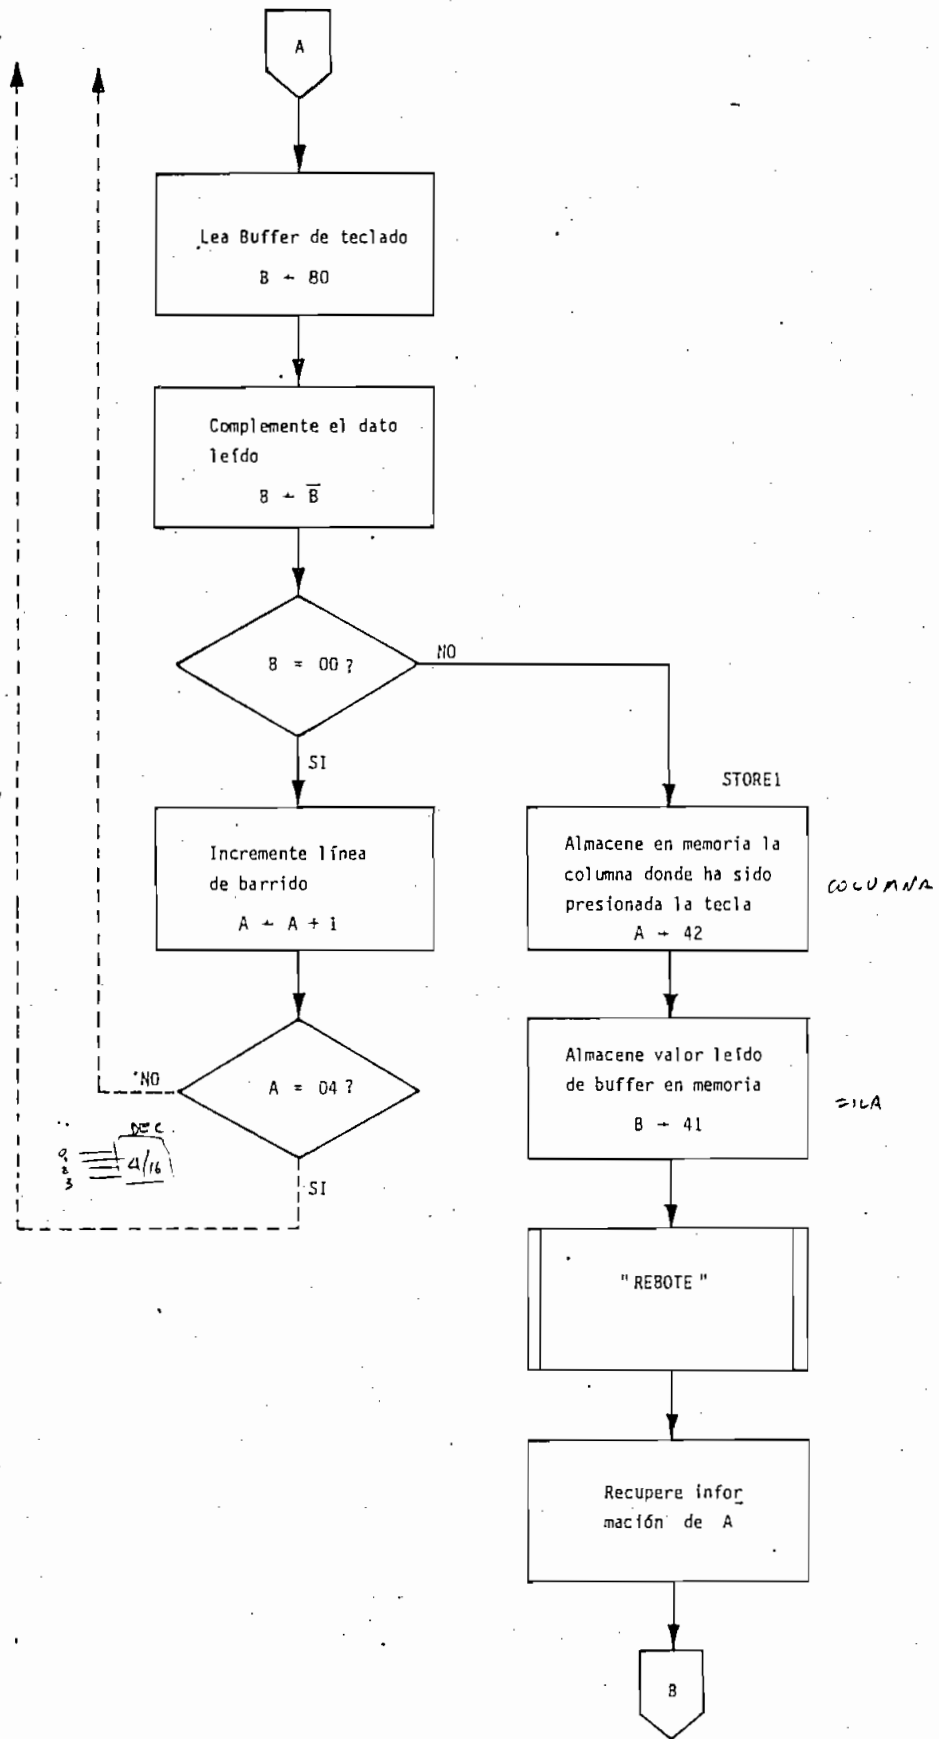 A
Lea Buffer de teclado
B ← 80
Complemente el dato
leído
B ← B̅
B = 00 ?
NO
SI
STORE1
Incremente línea
de barrido
A ← A + 1
Almacene en memoria la
columna donde ha sido
presionada la tecla
A → 42
COLUMNA
A = 04 ?
NO
SI
Almacene valor leído
de buffer en memoria
B → 41
FILA
DEC.
4/16
2
3
"REBOTE"
Recupere infor
mación de A
B